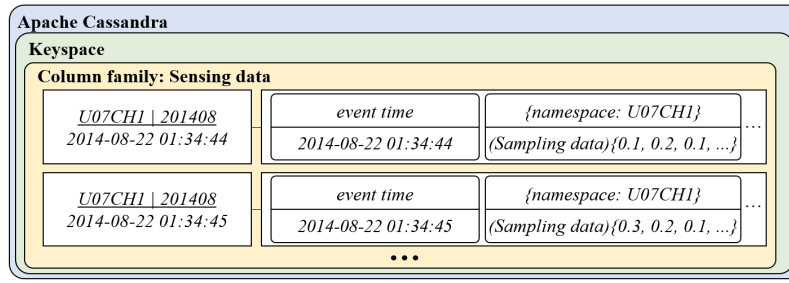 Apache Cassandra
Keyspace
Column family: Sensing data
U07CH1 | 201408
2014-08-22 01:34:44
event time
2014-08-22 01:34:44
{namespace: U07CH1}
(Sampling data){0.1, 0.2, 0.1, ...}
...
U07CH1 | 201408
2014-08-22 01:34:45
event time
2014-08-22 01:34:45
{namespace: U07CH1}
(Sampling data){0.3, 0.2, 0.1, ...}
...
•••